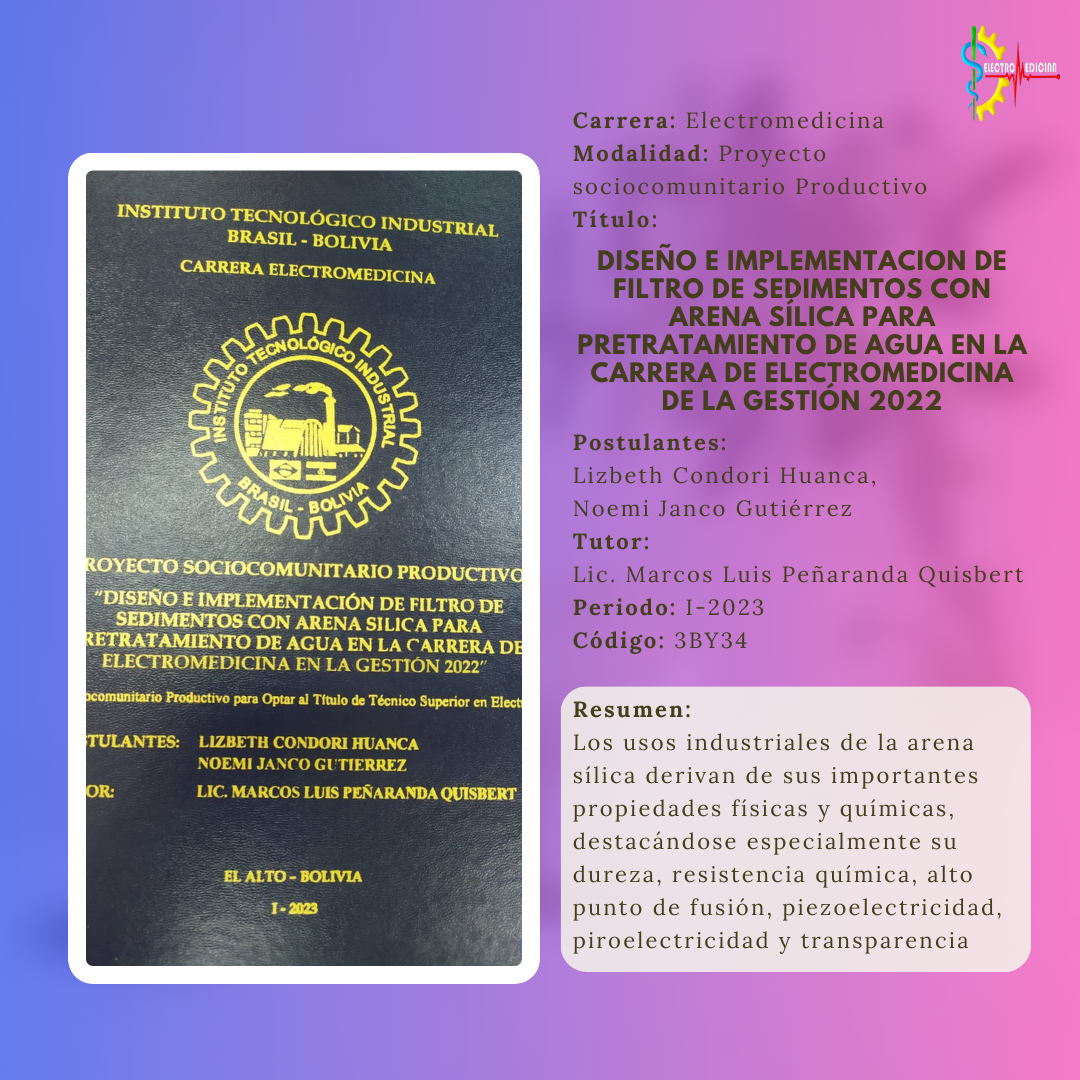 INSTITUTO TECNOLÓGICO INDUSTRIAL
BRASIL - BOLIVIA
CARRERA ELECTROMEDICINA
INSTITUTO TECNOLÓGICO INDUSTRIAL
BRASIL - BOLIVIA
ROYECTO SOCIOCOMUNITARIO PRODUCTIVO
“DISEÑO E IMPLEMENTACIÓN DE FILTRO DE
SEDIMENTOS CON ARENA SILICA PARA
RETRATAMIENTO DE AGUA EN LA CARRERA DE
ELECTROMEDICINA EN LA GESTIÓN 2022”
ocomunitario Productivo para Optar al Título de Técnico Superior en Elect
TULANTES: LIZBETH CONDORI HUANCA
NOEMI JANCO GUTIERREZ
OR: LIC. MARCOS LUIS PEÑARANDA QUISBERT
EL ALTO - BOLIVIA
I - 2023
ELECTROMEDICINA
Carrera: Electromedicina
Modalidad: Proyecto
sociocomunitario Productivo
Título:
DISEÑO E IMPLEMENTACION DE
FILTRO DE SEDIMENTOS CON
ARENA SÍLICA PARA
PRETRATAMIENTO DE AGUA EN LA
CARRERA DE ELECTROMEDICINA
DE LA GESTIÓN 2022
Postulantes:
Lizbeth Condori Huanca,
Noemi Janco Gutiérrez
Tutor:
Lic. Marcos Luis Peñaranda Quisbert
Periodo: I-2023
Código: 3BY34
Resumen:
Los usos industriales de la arena
sílica derivan de sus importantes
propiedades físicas y químicas,
destacándose especialmente su
dureza, resistencia química, alto
punto de fusión, piezoelectricidad,
piroelectricidad y transparencia